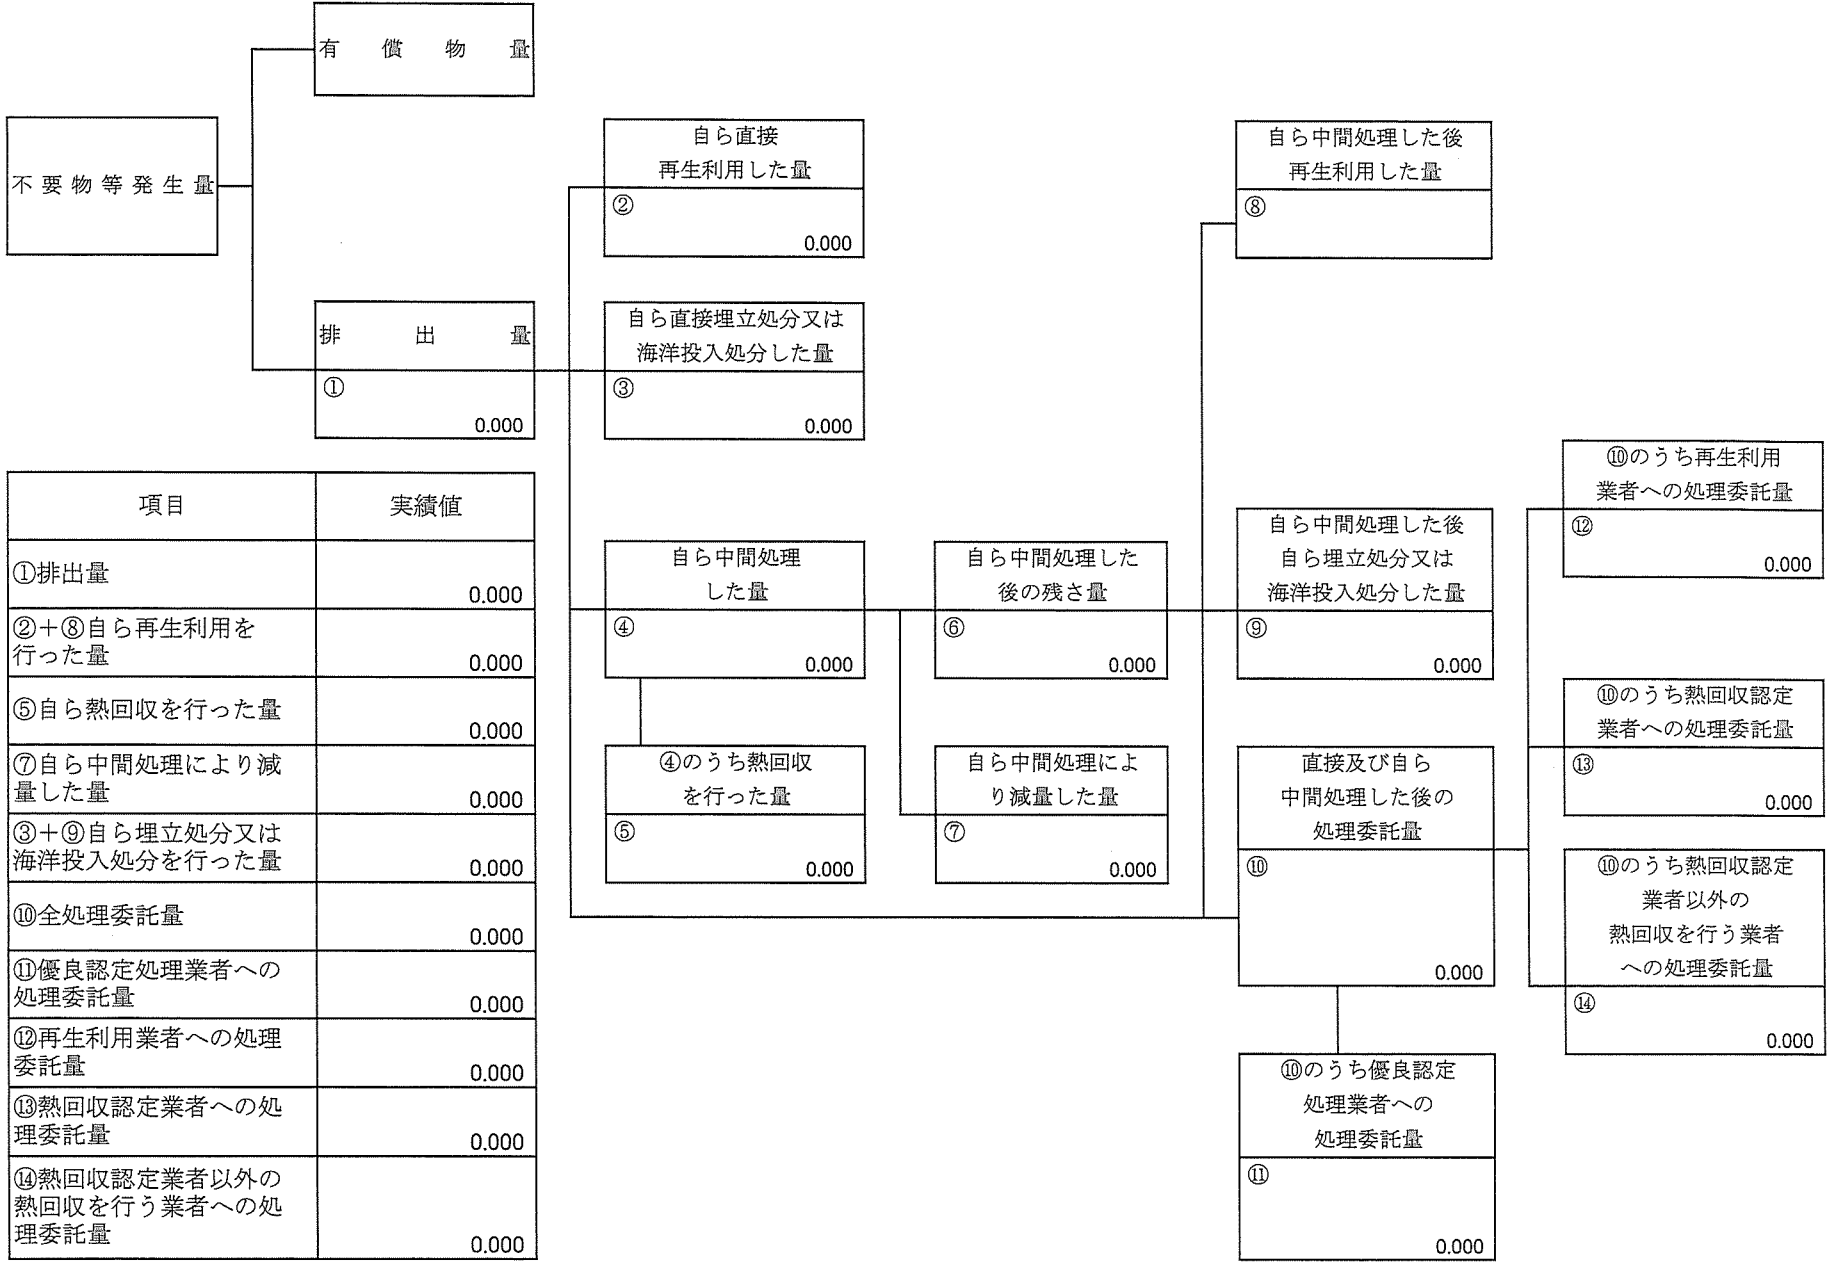 有償物量
不要物等発生量
排出量
①
0.000
自ら直接
再生利用した量
②
0.000
自ら直接埋立処分又は
海洋投入処分した量
③
0.000
自ら中間処理
した量
④
0.000
④のうち熱回収
を行った量
⑤
0.000
自ら中間処理した
後の残さ量
⑥
0.000
自ら中間処理によ
り減量した量
⑦
0.000
自ら中間処理した後
再生利用した量
⑧
自ら中間処理した後
自ら埋立処分又は
海洋投入処分した量
⑨
0.000
直接及び自ら
中間処理した後の
処理委託量
⑩
0.000
⑩のうち優良認定
処理業者への
処理委託量
⑪
0.000
⑩のうち再生利用
業者への処理委託量
⑫
0.000
⑩のうち熱回収認定
業者への処理委託量
⑬
0.000
⑩のうち熱回収認定
業者以外の
熱回収を行う業者
への処理委託量
⑭
0.000
項目 実績値
①排出量
0.000
②+⑧自ら再生利用を
行った量
0.000
⑤自ら熱回収を行った量
0.000
⑦自ら中間処理により減
量した量
0.000
③+⑨自ら埋立処分又は
海洋投入処分を行った量
0.000
⑩全処理委託量
0.000
⑪優良認定処理業者への
処理委託量
0.000
⑫再生利用業者への処理
委託量
0.000
⑬熱回収認定業者への処
理委託量
0.000
⑭熱回収認定業者以外の
熱回収を行う業者への処
理委託量
0.000